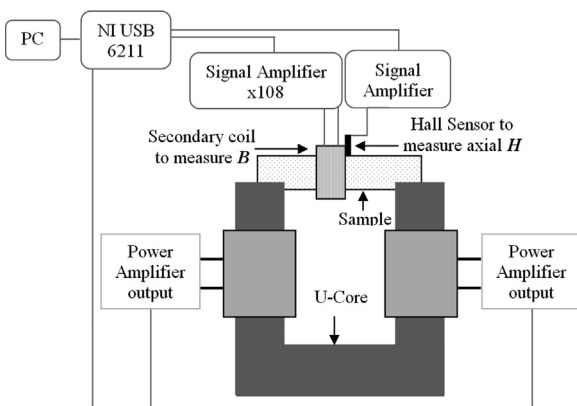 PC
NI USB
6211
Signal Amplifier
x108
Signal
Amplifier
Secondary coil
to measure B
Hall Sensor to
measure axial H
Sample
Power
Amplifier
output
U-Core
Power
Amplifier
output